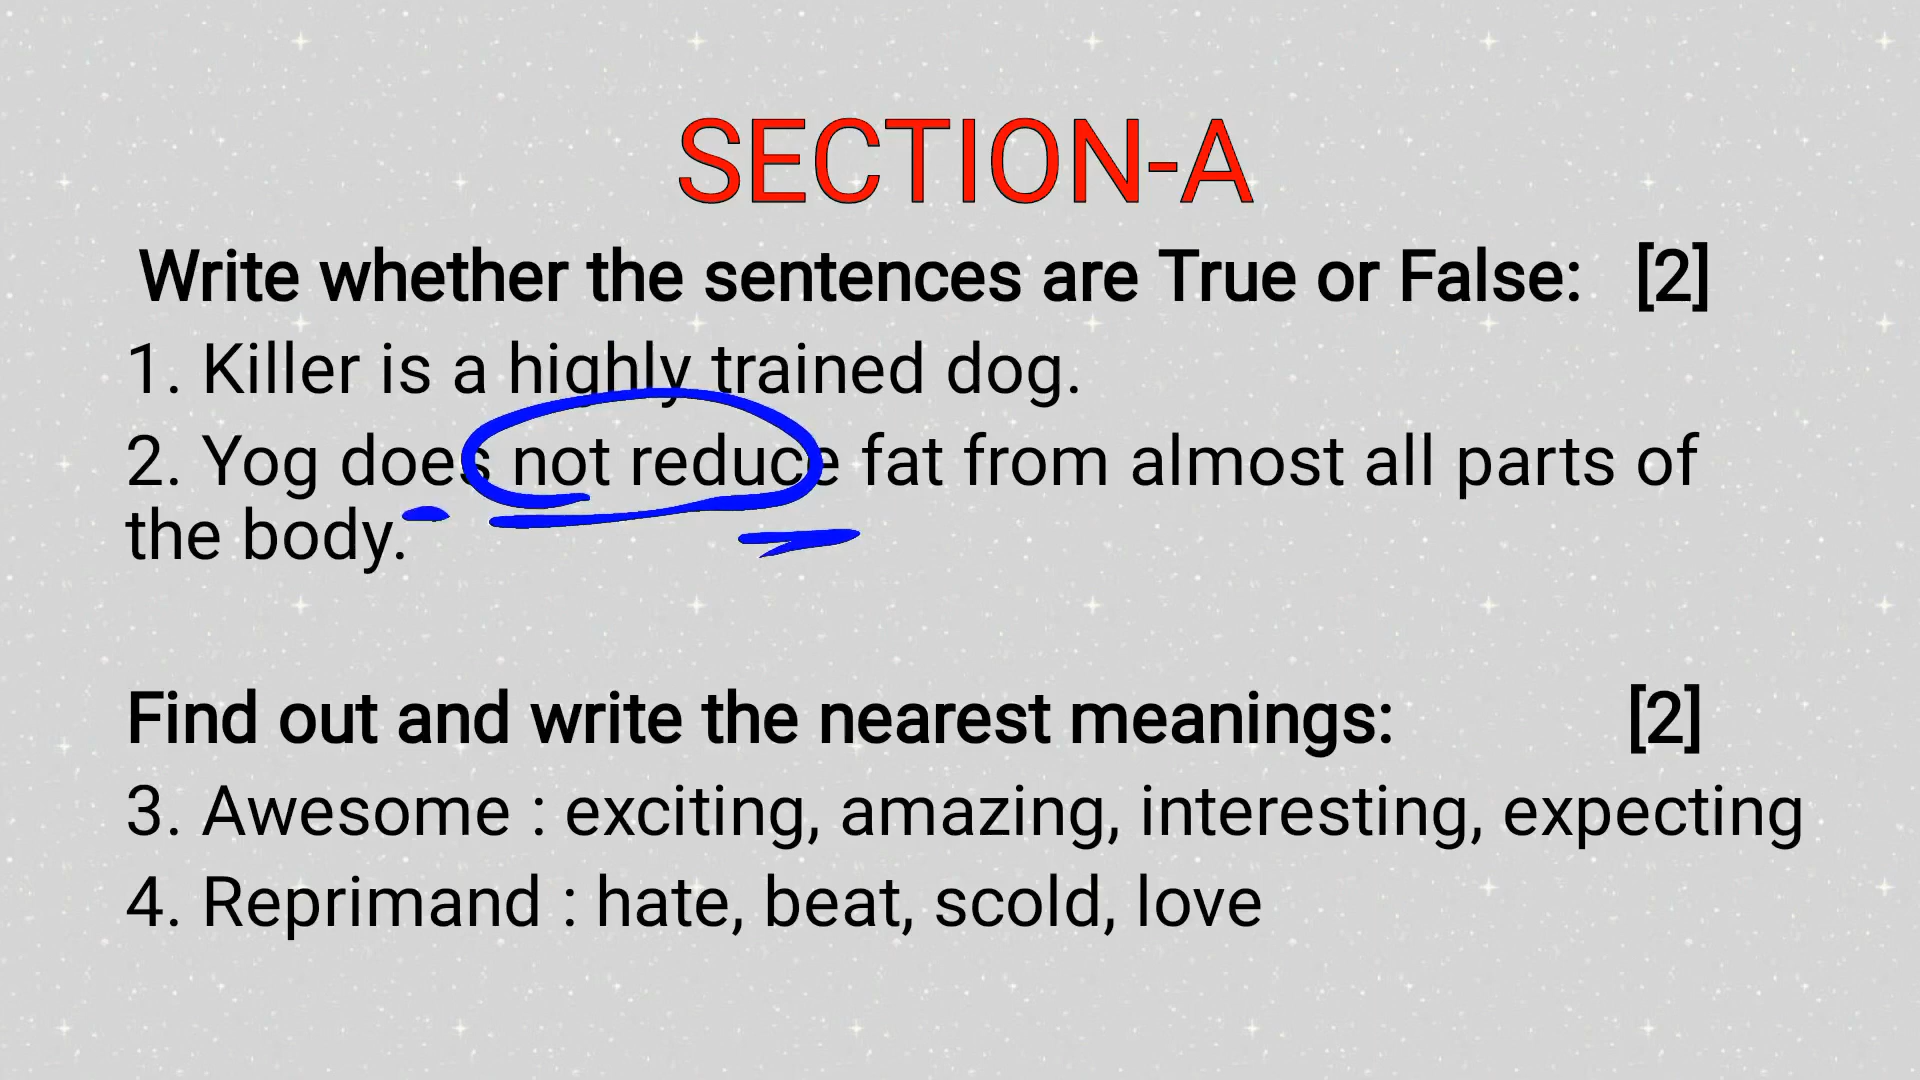 SECTION-A
Write whether the sentences are True or False: [2]
1. Killer is a highly trained dog.
2. Yog does not reduce fat from almost all parts of
the body.
Find out and write the nearest meanings: [2]
3. Awesome : exciting, amazing, interesting, expecting
4. Reprimand : hate, beat, scold, love